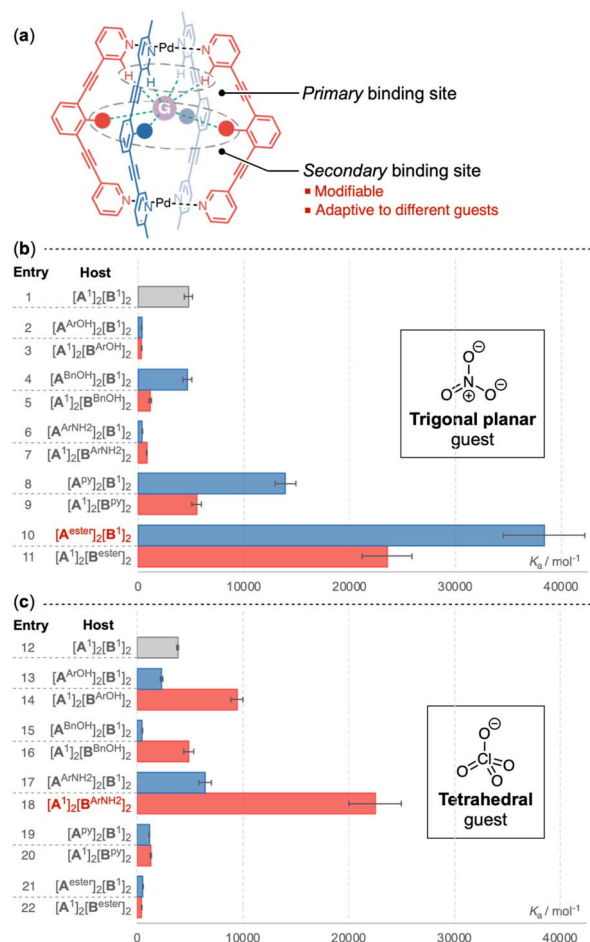 (a)
N Pd N
N N
H H H H
G
Primary binding site
Secondary binding site
▪ Modifiable
▪ Adaptive to different guests
N N
N Pd N
(b)
Entry Host
1 [A¹]₂[B¹]₂
2 [Aᴬʳᴼᴴ]₂[B¹]₂
3 [A¹]₂[Bᴬʳᴼᴴ]₂
4 [Aᴮⁿᴼᴴ]₂[B¹]₂
5 [A¹]₂[Bᴮⁿᴼᴴ]₂
6 [Aᴬʳᴺᴴ²]₂[B¹]₂
7 [A¹]₂[Bᴬʳᴺᴴ²]₂
8 [Aᵖʸ]₂[B¹]₂
9 [A¹]₂[Bᵖʸ]₂
10 [Aᵉˢᵗᵉʳ]₂[B¹]₂
11 [A¹]₂[Bᵉˢᵗᵉʳ]₂
O⊖
O N⊕ O⊖
Trigonal planar
guest
Kₐ / mol⁻¹
0 10000 20000 30000 40000
(c)
Entry Host
12 [A¹]₂[B¹]₂
13 [Aᴬʳᴼᴴ]₂[B¹]₂
14 [A¹]₂[Bᴬʳᴼᴴ]₂
15 [Aᴮⁿᴼᴴ]₂[B¹]₂
16 [A¹]₂[Bᴮⁿᴼᴴ]₂
17 [Aᴬʳᴺᴴ²]₂[B¹]₂
18 [A¹]₂[Bᴬʳᴺᴴ²]₂
19 [Aᵖʸ]₂[B¹]₂
20 [A¹]₂[Bᵖʸ]₂
21 [Aᵉˢᵗᵉʳ]₂[B¹]₂
22 [A¹]₂[Bᵉˢᵗᵉʳ]₂
O⊖
O Cl O
O
Tetrahedral
guest
Kₐ / mol⁻¹
0 10000 20000 30000 40000